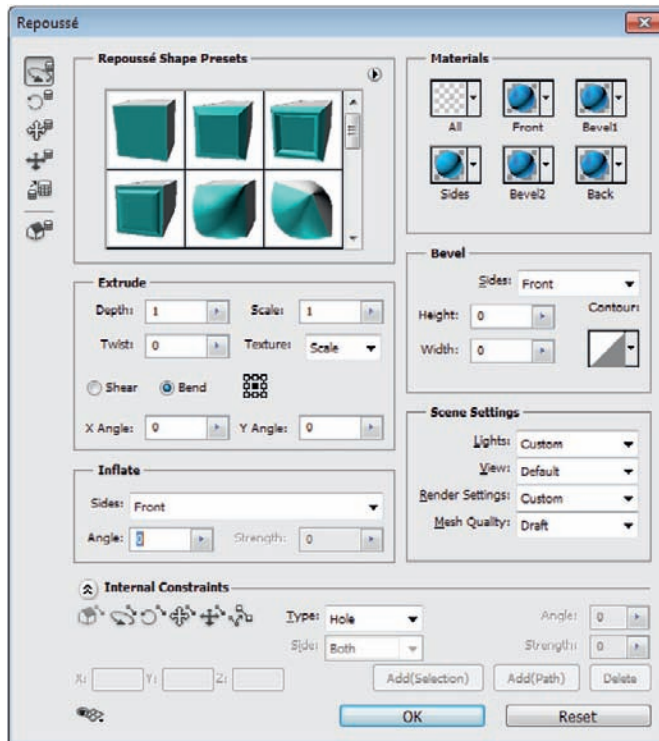 Repoussé
Repoussé Shape Presets
Materials
All Front Bevel1
Sides Bevel2 Back
Extrude
Depth: 1 Scale: 1
Twist: 0 Texture: Scale
Shear Bend
X Angle: 0 Y Angle: 0
Bevel
Sides: Front
Height: 0 Contour:
Width: 0
Inflate
Sides: Front
Angle: 0 Strength: 0
Scene Settings
Lights: Custom
View: Default
Render Settings: Custom
Mesh Quality: Draft
Internal Constraints
Type: Hole Angle: 0
Side: Both Strength: 0
X: Y: Z: Add(Selection) Add(Path) Delete
OK Reset